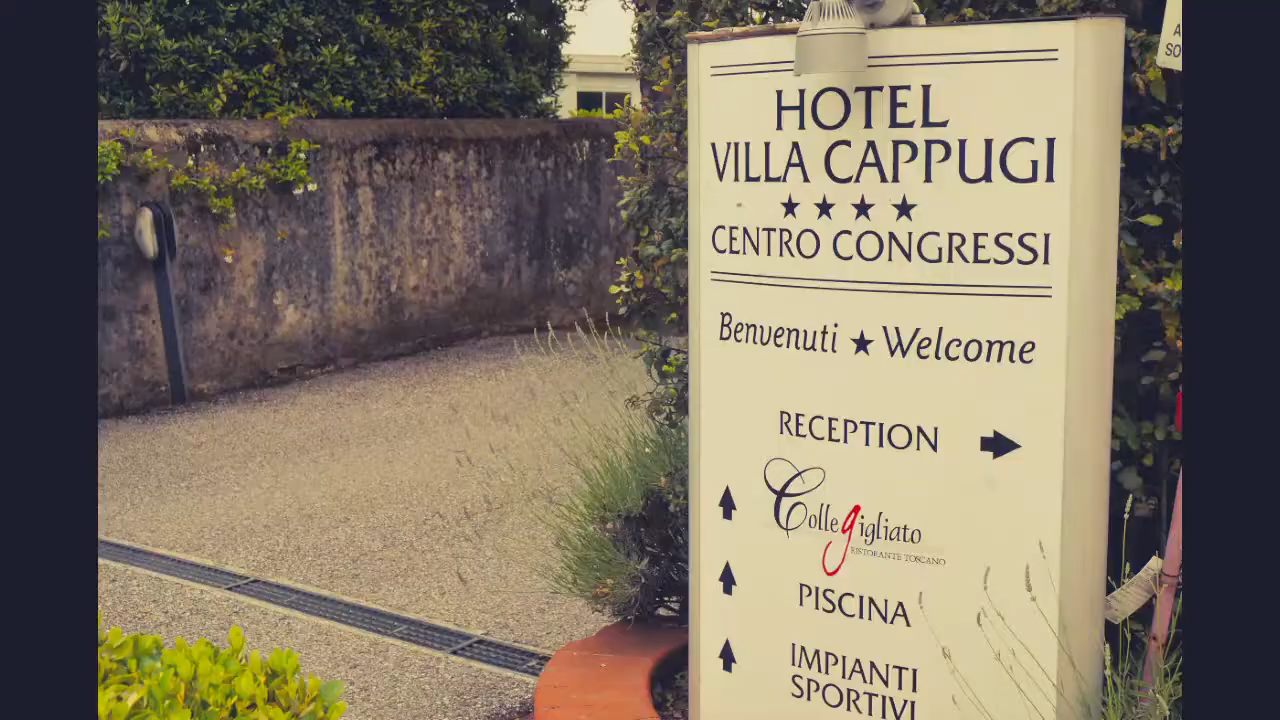 HOTEL
VILLA CAPPUGI
★ ★ ★ ★
CENTRO CONGRESSI
Benvenuti ★ Welcome
RECEPTION
Collegigliato
RISTORANTE TOSCANO
PISCINA
IMPIANTI
SPORTIVI